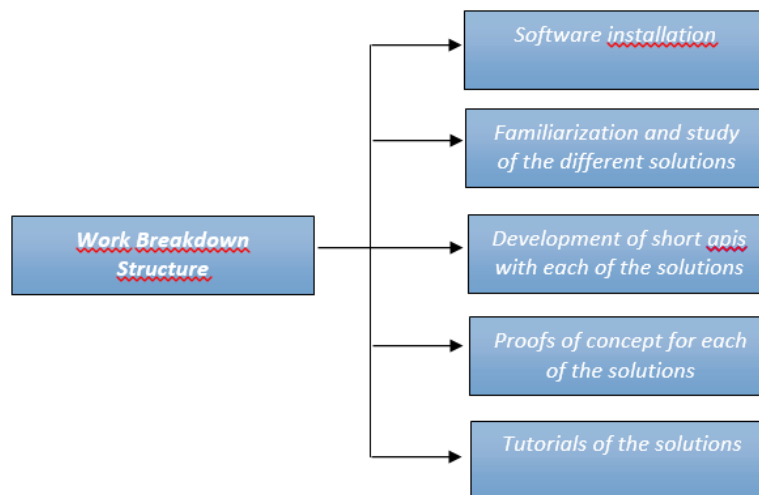 Software installation
Familiarization and study
of the different solutions
Work Breakdown
Structure
Development of short apis
with each of the solutions
Proofs of concept for each
of the solutions
Tutorials of the solutions